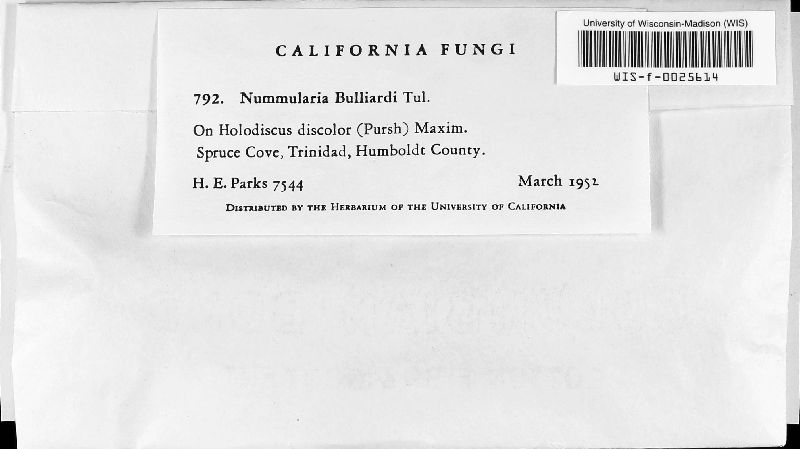 University of Wisconsin-Madison (WIS)
WIS-f-0025614
CALIFORNIA FUNGI
792. Nummularia Bulliardi Tul.
On Holodiscus discolor (Pursh) Maxim.
Spruce Cove, Trinidad, Humboldt County.
H. E. Parks 7544 March 1952
Distributed by the Herbarium of the University of California